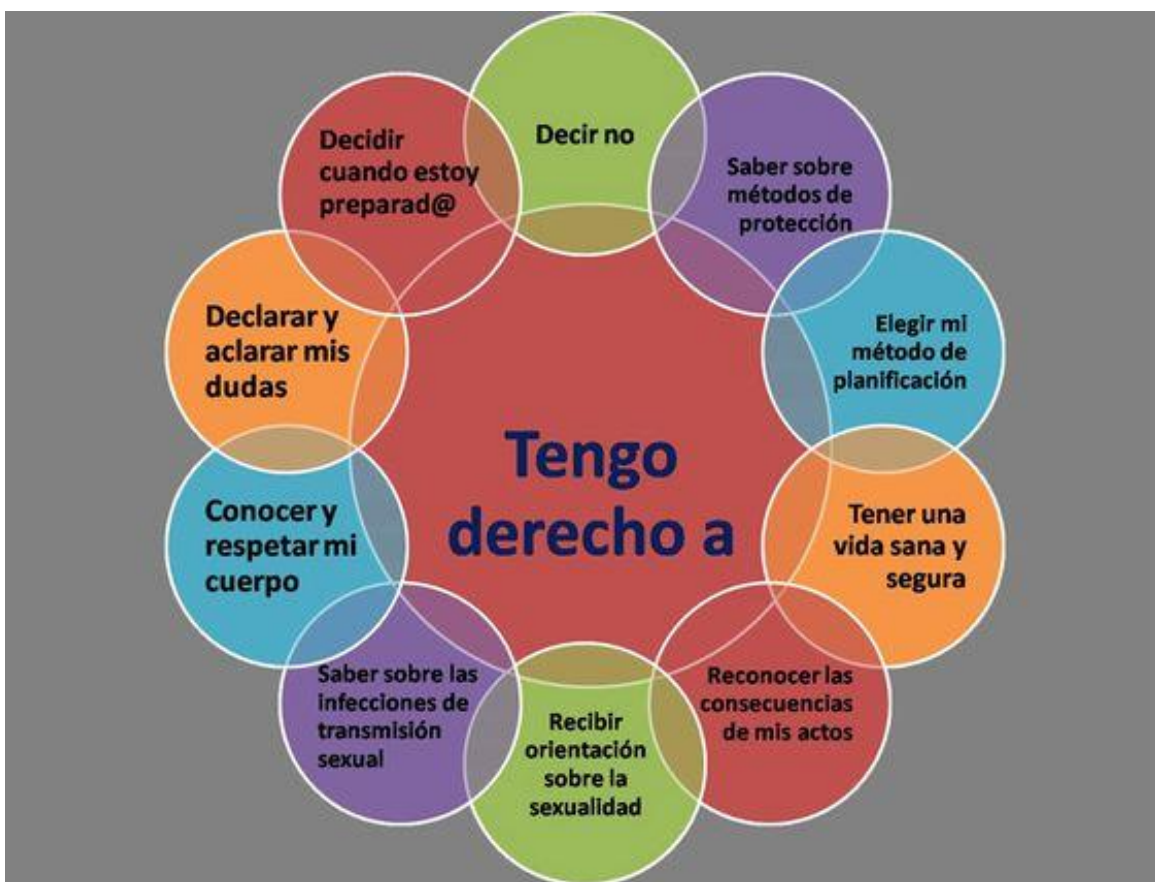 Tengo
derecho a
Decir no
Saber sobre
métodos de
protección
Elegir mi
método de
planificación
Tener una
vida sana y
segura
Reconocer las
consecuencias
de mis actos
Recibir
orientación
sobre la
sexualidad
Saber sobre las
infecciones de
transmisión
sexual
Conocer y
respetar mi
cuerpo
Declarar y
aclarar mis
dudas
Decidir
cuando estoy
preparad@